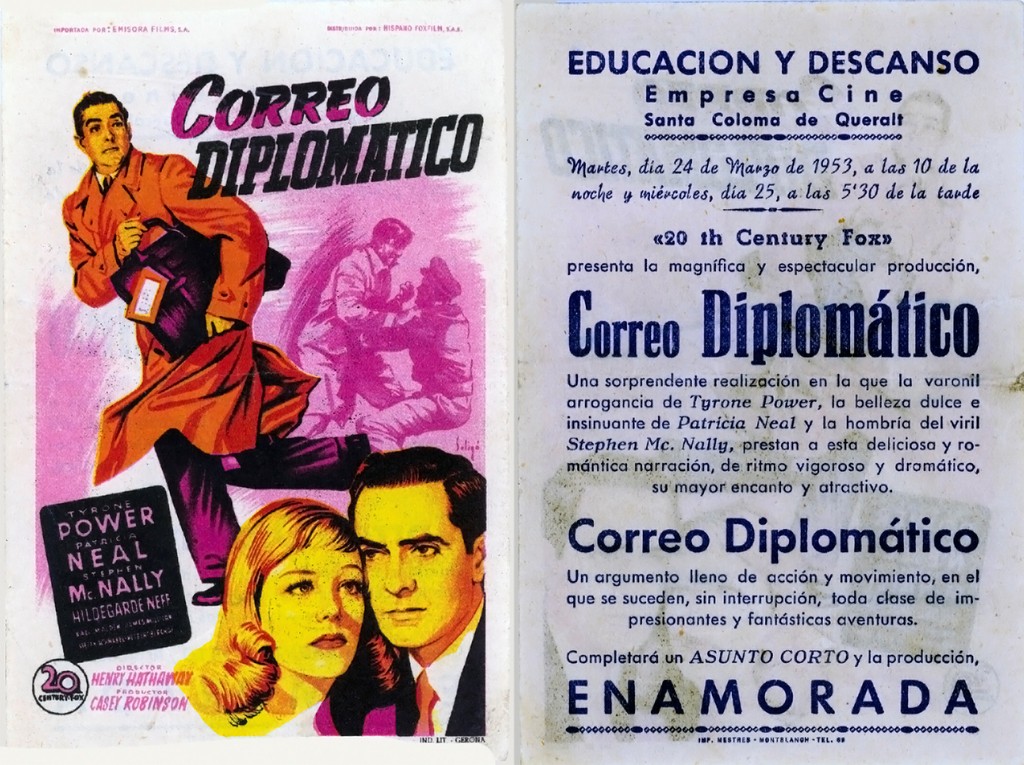 IMPORTADA POR: EMISORA FILMS, S.A.
DISTRIBUIDA POR: HISPANO FOXFILM, S.A.E.
CORREO
DIPLOMATICO
TYRONE
POWER
PATRICIA
NEAL
STEPHEN
Mc. NALLY
HILDEGARDE NEFF
20
CENTURY-FOX
DIRECTOR
HENRY HATHAWAY
PRODUCTOR
CASEY ROBINSON
IND. LIT. - GERONA
EDUCACION Y DESCANSO
Empresa Cine
Santa Coloma de Queralt
Martes, dia 24 de Marzo de 1953, a las 10 de la
noche y miércoles, dia 25, a las 5'30 de la tarde
«20 th Century Fox»
presenta la magnífica y espectacular producción,
Correo Diplomático
Una sorprendente realización en la que la varonil
arrogancia de Tyrone Power, la belleza dulce e
insinuante de Patricia Neal y la hombría del viril
Stephen Mc. Nally, prestan a esta deliciosa y ro-
mántica narración, de ritmo vigoroso y dramático,
su mayor encanto y atractivo.
Correo Diplomático
Un argumento lleno de acción y movimiento, en el
que se suceden, sin interrupción, toda clase de im-
presionantes y fantásticas aventuras.
Completará un ASUNTO CORTO y la producción,
ENAMORADA
IMP. MESTRES - MONTBLANCH - TEL. 68